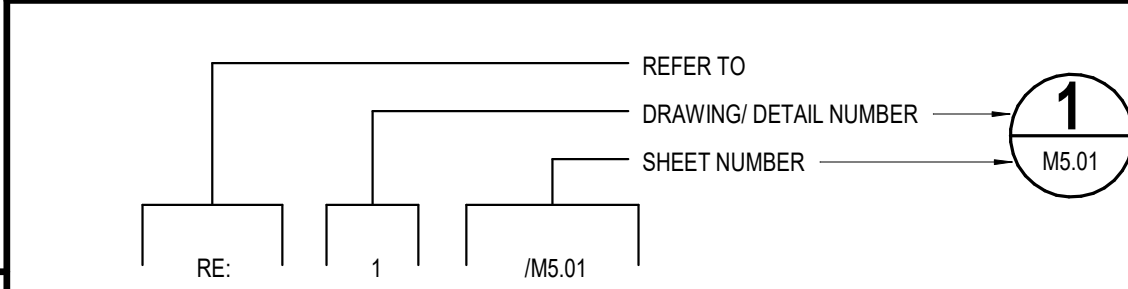 REFER TO
DRAWING/ DETAIL NUMBER
SHEET NUMBER
1
M5.01
RE: 1 /M5.01